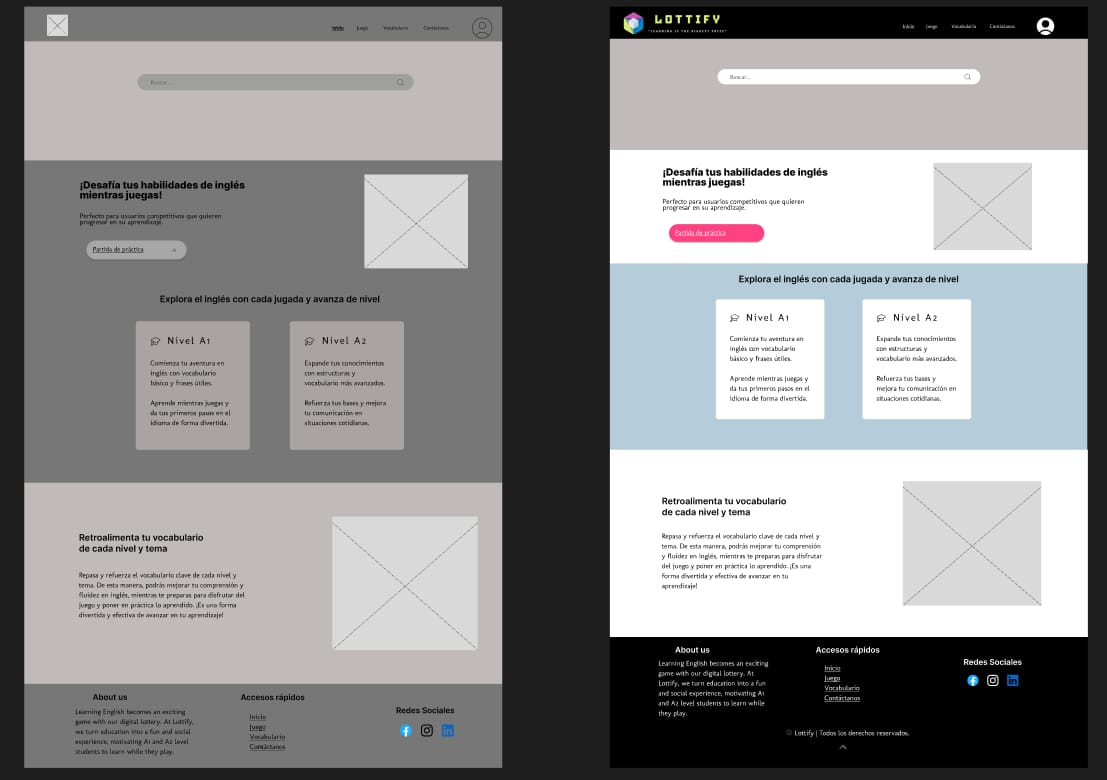 Inicio Juego Vocabulario Contáctanos
Buscar...
¡Desafía tus habilidades de inglés
mientras juegas!
Perfecto para usuarios competitivos que quieren
progresar en su aprendizaje.
Partida de práctica
Explora el inglés con cada jugada y avanza de nivel
Nivel A1
Comienza tu aventura en
inglés con vocabulario
básico y frases útiles.
Aprende mientras juegas y
da tus primeros pasos en el
idioma de forma divertida.
Nivel A2
Expande tus conocimientos
con estructuras y
vocabulario más avanzados.
Refuerza tus bases y mejora
tu comunicación en
situaciones cotidianas.
Retroalimenta tu vocabulario
de cada nivel y tema
Repasa y refuerza el vocabulario clave de cada nivel y
tema. De esta manera, podrás mejorar tu comprensión y
fluidez en inglés, mientras te preparas para disfrutar del
juego y poner en práctica lo aprendido. ¡Es una forma
divertida y efectiva de avanzar en tu aprendizaje!
About us
Learning English becomes an exciting
game with our digital lottery. At Lottify,
we turn education into a fun and social
experience, motivating A1 and A2 level
students to learn while they play.
Accesos rápidos
Inicio
Juego
Vocabulario
Contáctanos
Redes Sociales
LOTTIFY
"LEARNING IS THE BIGGEST PRIZE"
Inicio Juego Vocabulario Contáctanos
Buscar...
¡Desafía tus habilidades de inglés
mientras juegas!
Perfecto para usuarios competitivos que quieren
progresar en su aprendizaje.
Partida de práctica
Explora el inglés con cada jugada y avanza de nivel
Nivel A1
Comienza tu aventura en
inglés con vocabulario
básico y frases útiles.
Aprende mientras juegas y
da tus primeros pasos en el
idioma de forma divertida.
Nivel A2
Expande tus conocimientos
con estructuras y
vocabulario más avanzados.
Refuerza tus bases y
mejora tu comunicación en
situaciones cotidianas.
Retroalimenta tu vocabulario
de cada nivel y tema
Repasa y refuerza el vocabulario clave de cada nivel y
tema. De esta manera, podrás mejorar tu comprensión
y fluidez en inglés, mientras te preparas para disfrutar
del juego y poner en práctica lo aprendido. ¡Es una
forma divertida y efectiva de avanzar en tu
aprendizaje!
About us
Learning English becomes an exciting
game with our digital lottery. At
Lottify, we turn education into a fun
and social experience, motivating A1
and A2 level students to learn while
they play.
Accesos rápidos
Inicio
Juego
Vocabulario
Contáctanos
Redes Sociales
© Lottify | Todos los derechos reservados.